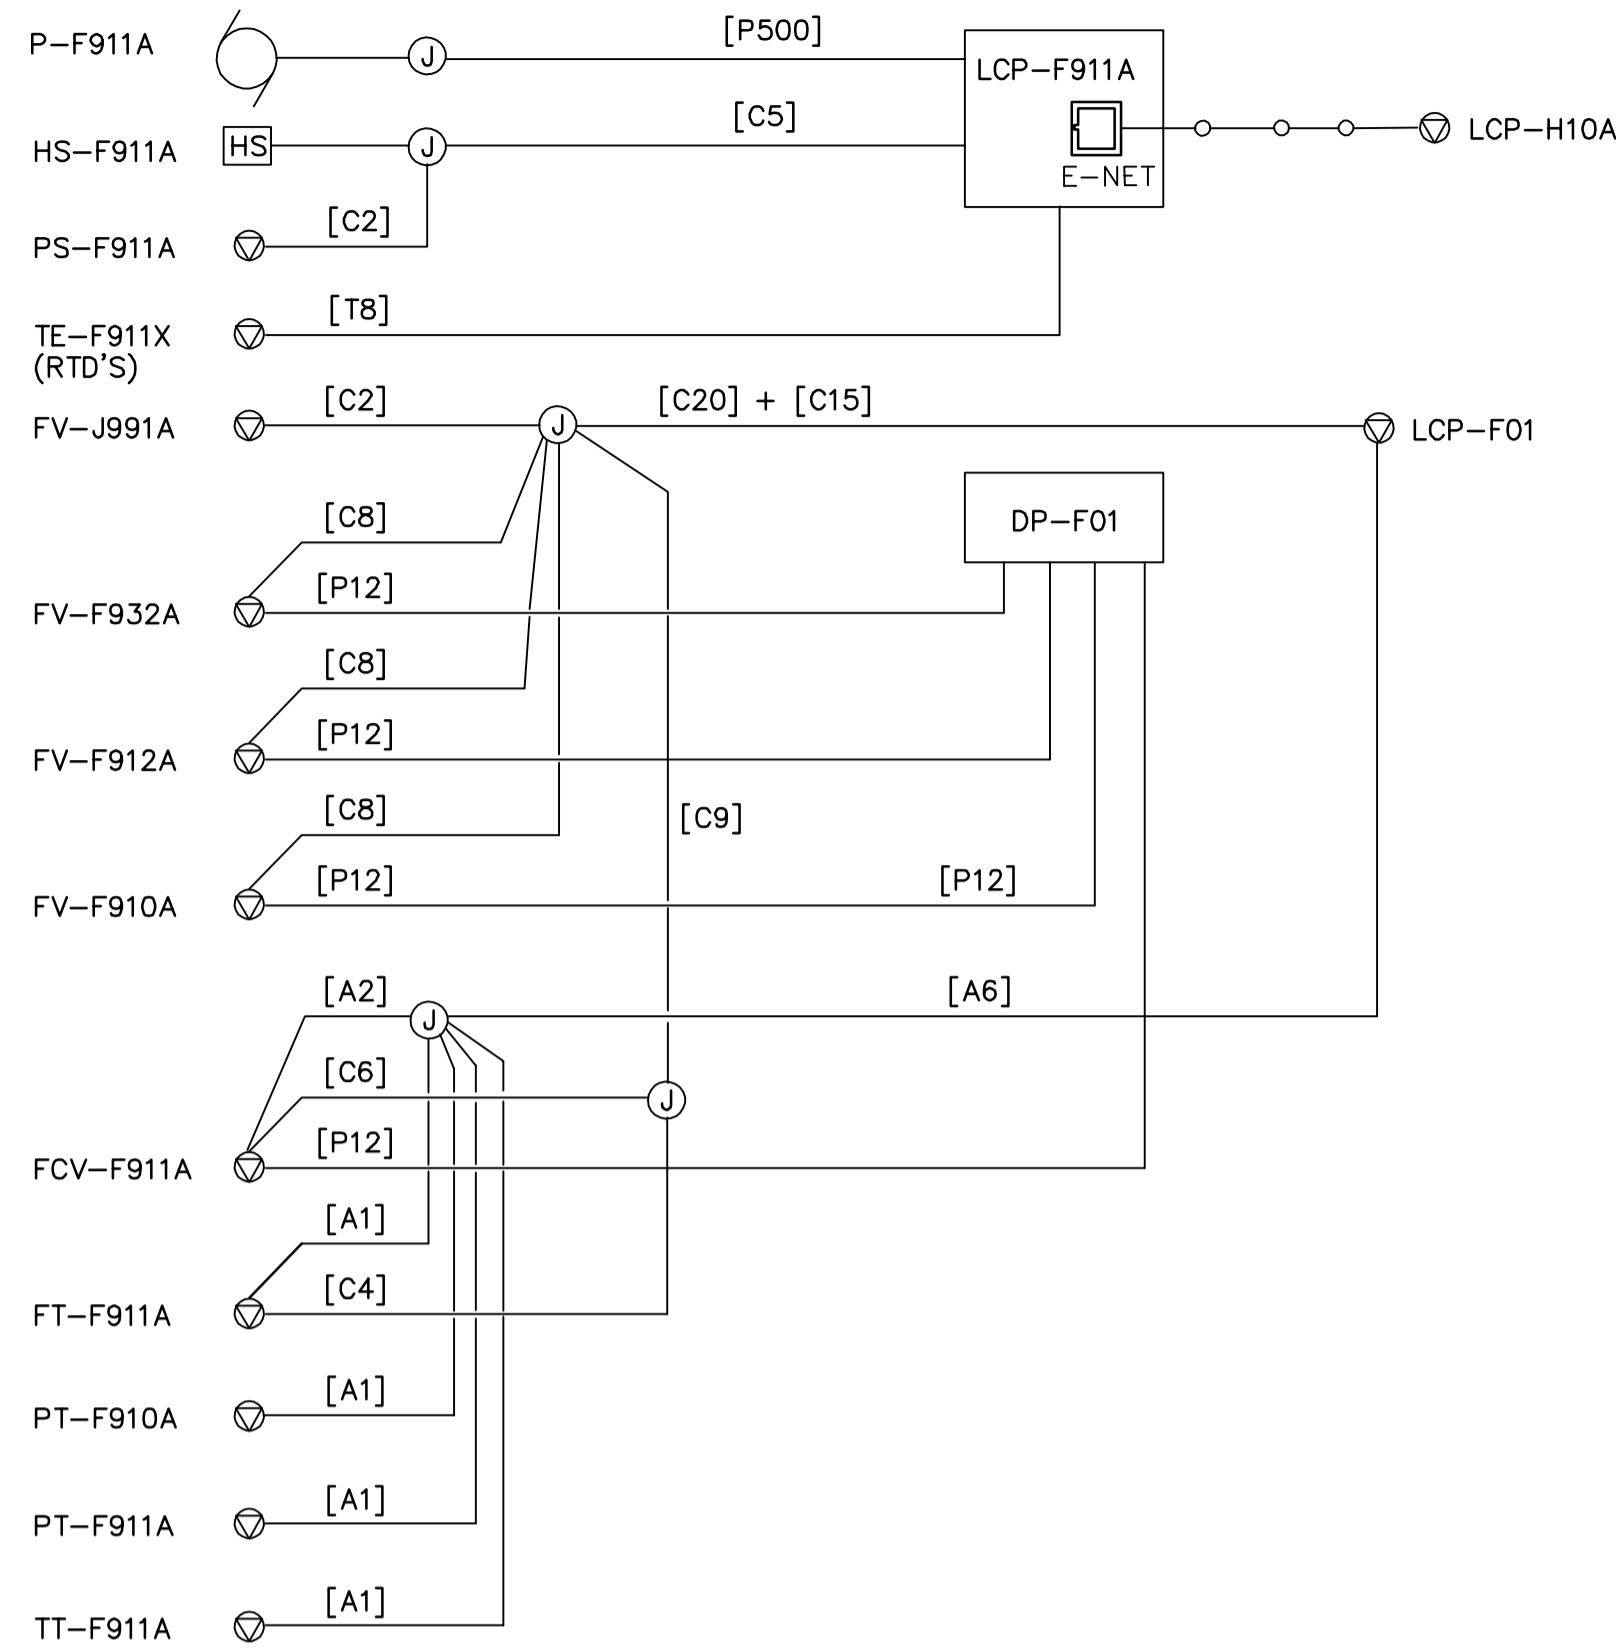 P-F911A
J
[P500]
LCP-F911A
HS-F911A
HS
J
[C5]
E-NET
LCP-H10A
PS-F911A
[C2]
TE-F911X
(RTD'S)
[T8]
FV-J991A
[C2]
J
[C20] + [C15]
LCP-F01
[C8]
DP-F01
FV-F932A
[P12]
[C8]
FV-F912A
[P12]
[C8]
[C9]
FV-F910A
[P12]
[P12]
[A2]
J
[A6]
[C6]
J
FCV-F911A
[P12]
[A1]
FT-F911A
[C4]
PT-F910A
[A1]
PT-F911A
[A1]
TT-F911A
[A1]